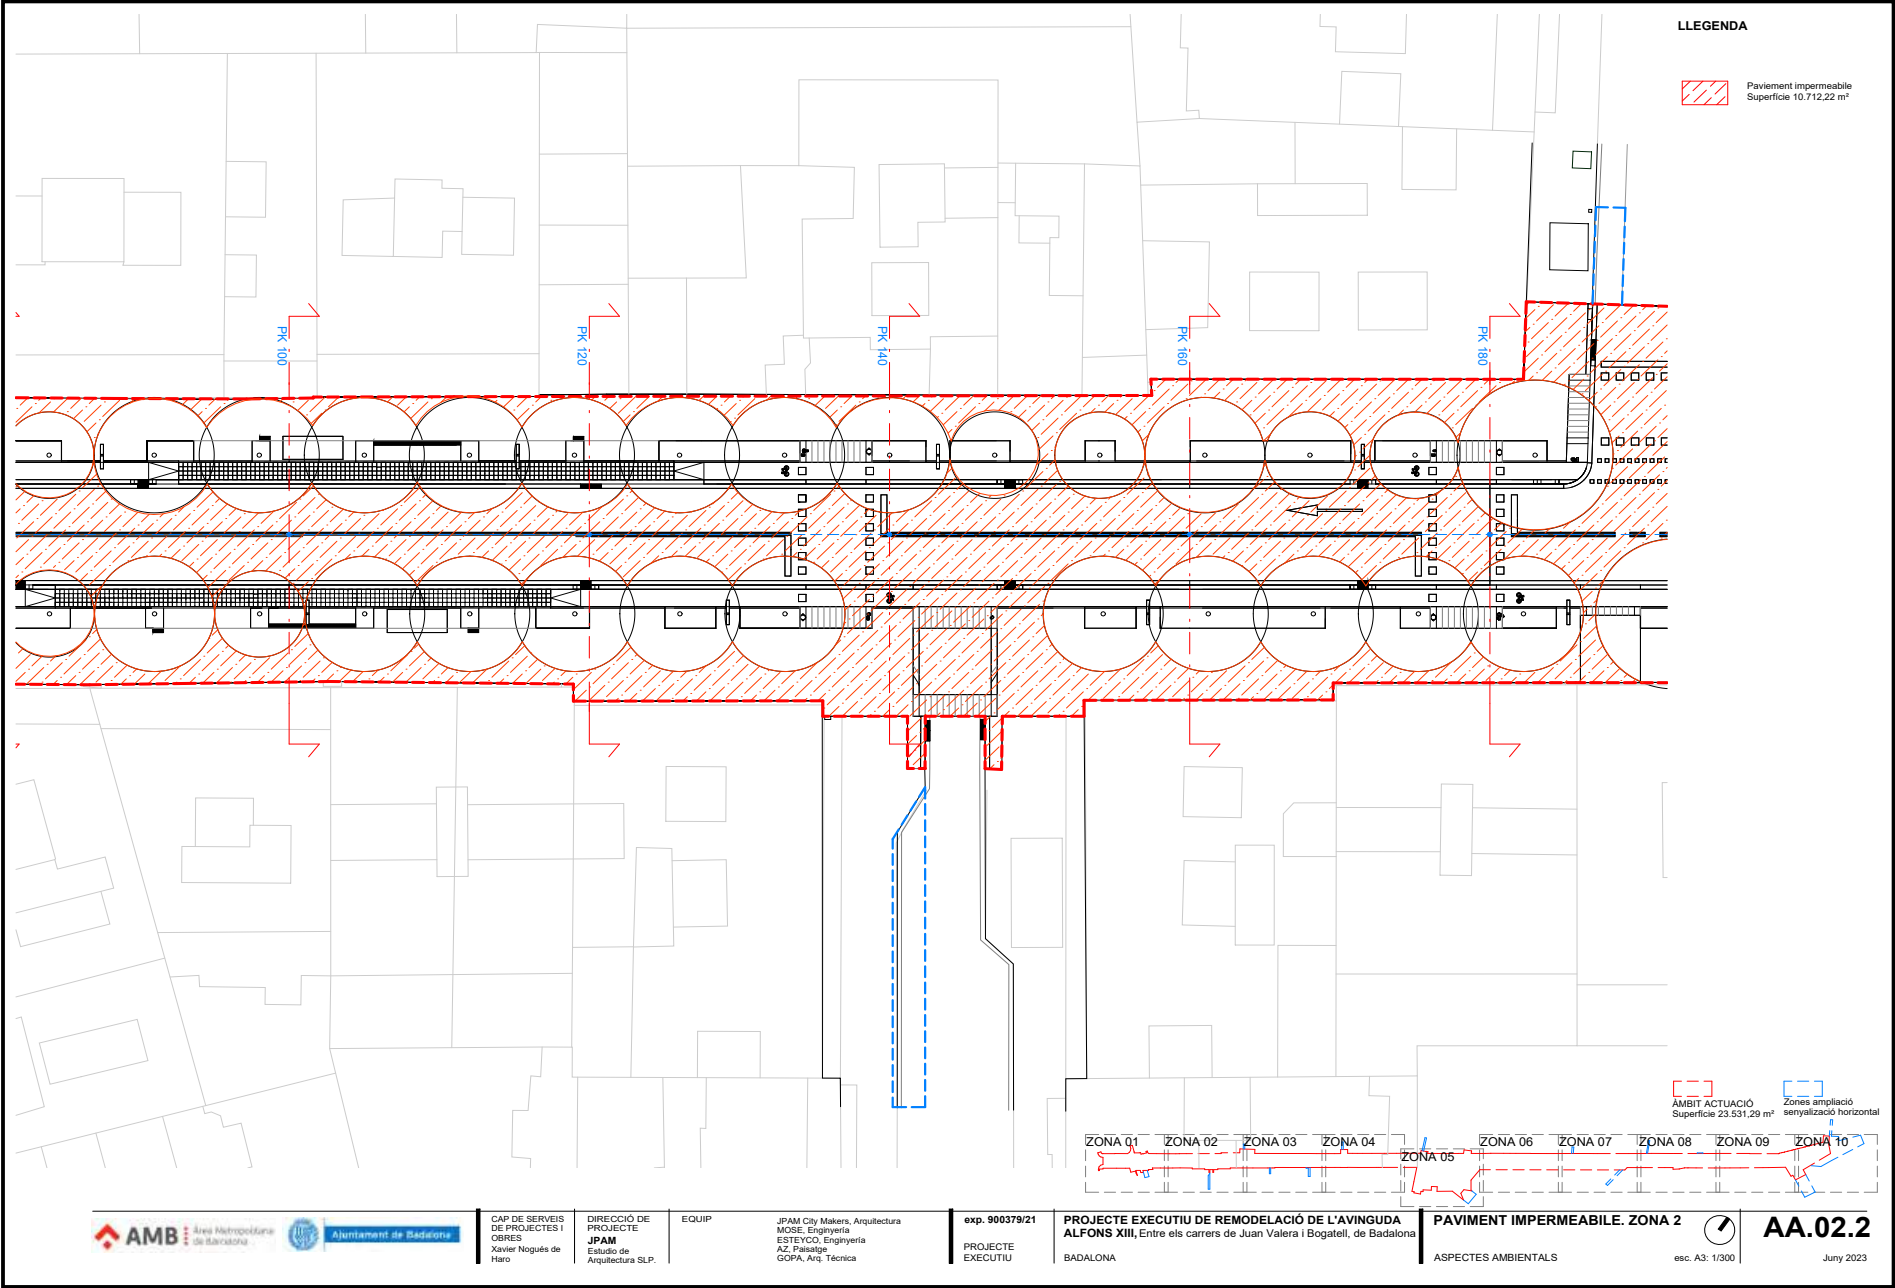 LLEGENDA
Paviement impermeabile
Superfície 10.712,22 m²
PK 100
PK 120
PK 140
PK 160
PK 180
ÀMBIT ACTUACIÓ
Superfície 23.531,29 m²
Zones ampliació
senyalizació horizontal
ZONA 01
ZONA 02
ZONA 03
ZONA 04
ZONA 05
ZONA 06
ZONA 07
ZONA 08
ZONA 09
ZONA 10
AMB
Àrea Metropolitana
de Barcelona
Ajuntament de Badalona
CAP DE SERVEIS
DE PROJECTES I
OBRES
Xavier Nogués de
Haro
DIRECCIÓ DE
PROJECTE
JPAM
Estudio de
Arquitectura SLP.
EQUIP
JPAM City Makers, Arquitectura
MOSE, Enginyería
ESTEYCO, Enginyería
AZ, Paisatge
GOPA, Arq. Técnica
exp. 900379/21
PROJECTE
EXECUTIU
PROJECTE EXECUTIU DE REMODELACIÓ DE L'AVINGUDA
ALFONS XIII, Entre els carrers de Juan Valera i Bogatell, de Badalona
BADALONA
PAVIMENT IMPERMEABILE. ZONA 2
ASPECTES AMBIENTALS
esc. A3: 1/300
AA.02.2
Juny 2023